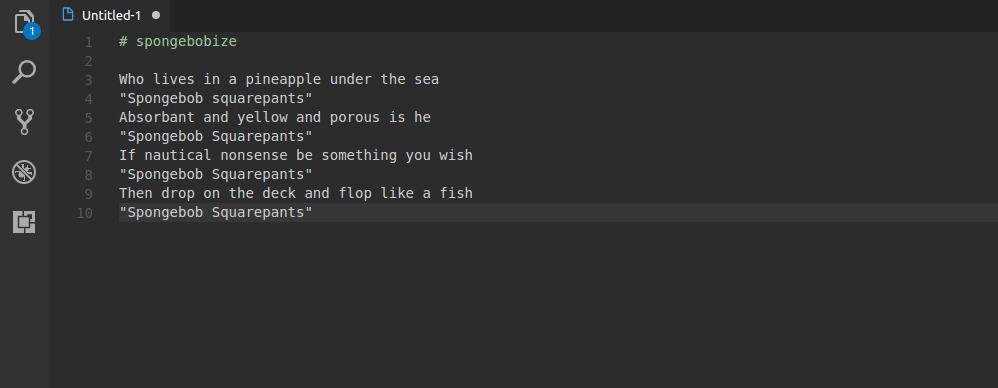 Untitled-1
1
1 # spongebobize
2
3 Who lives in a pineapple under the sea
4 "Spongebob squarepants"
5 Absorbant and yellow and porous is he
6 "Spongebob Squarepants"
7 If nautical nonsense be something you wish
8 "Spongebob Squarepants"
9 Then drop on the deck and flop like a fish
10 "Spongebob Squarepants"